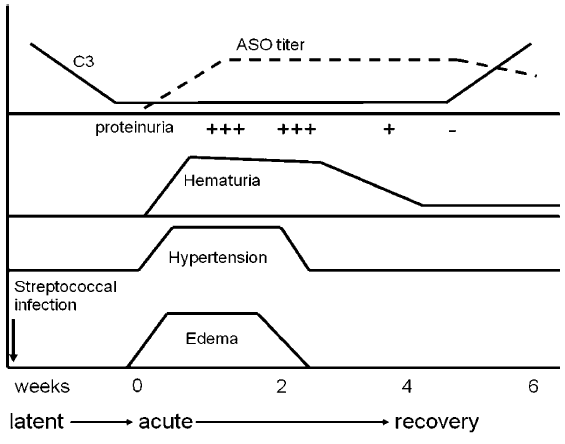 ASO titer
C3
proteinuria +++ +++ + -
Hematuria
Hypertension
Streptococcal
infection
Edema
weeks 0 2 4 6
latent acute recovery